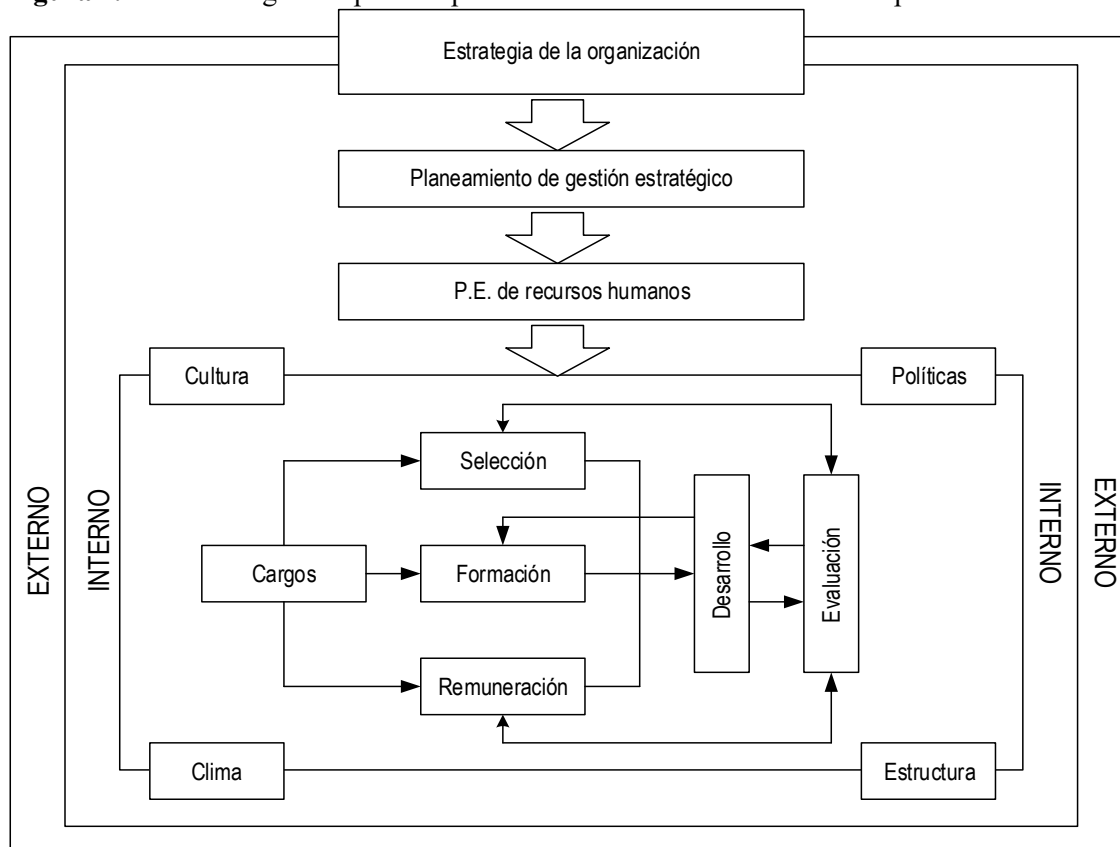 Estrategia de la organización
Planeamiento de gestión estratégico
P.E. de recursos humanos
Cultura
Políticas
Selección
EXTERNO
INTERNO
Cargos
Formación
Desarrollo
Evaluación
INTERNO
EXTERNO
Remuneración
Clima
Estructura